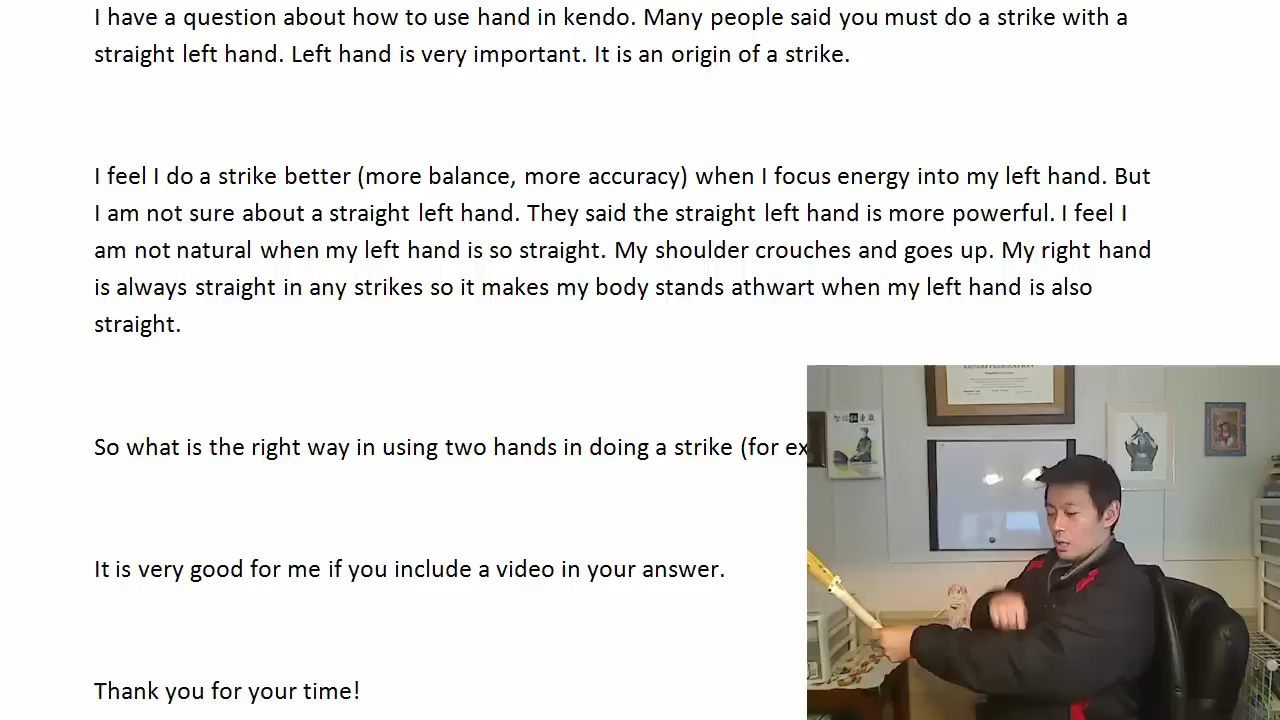 I have a question about how to use hand in kendo. Many people said you must do a strike with a
straight left hand. Left hand is very important. It is an origin of a strike.
I feel I do a strike better (more balance, more accuracy) when I focus energy into my left hand. But
I am not sure about a straight left hand. They said the straight left hand is more powerful. I feel I
am not natural when my left hand is so straight. My shoulder crouches and goes up. My right hand
is always straight in any strikes so it makes my body stands athwart when my left hand is also
straight.
So what is the right way in using two hands in doing a strike (for ex
It is very good for me if you include a video in your answer.
Thank you for your time!